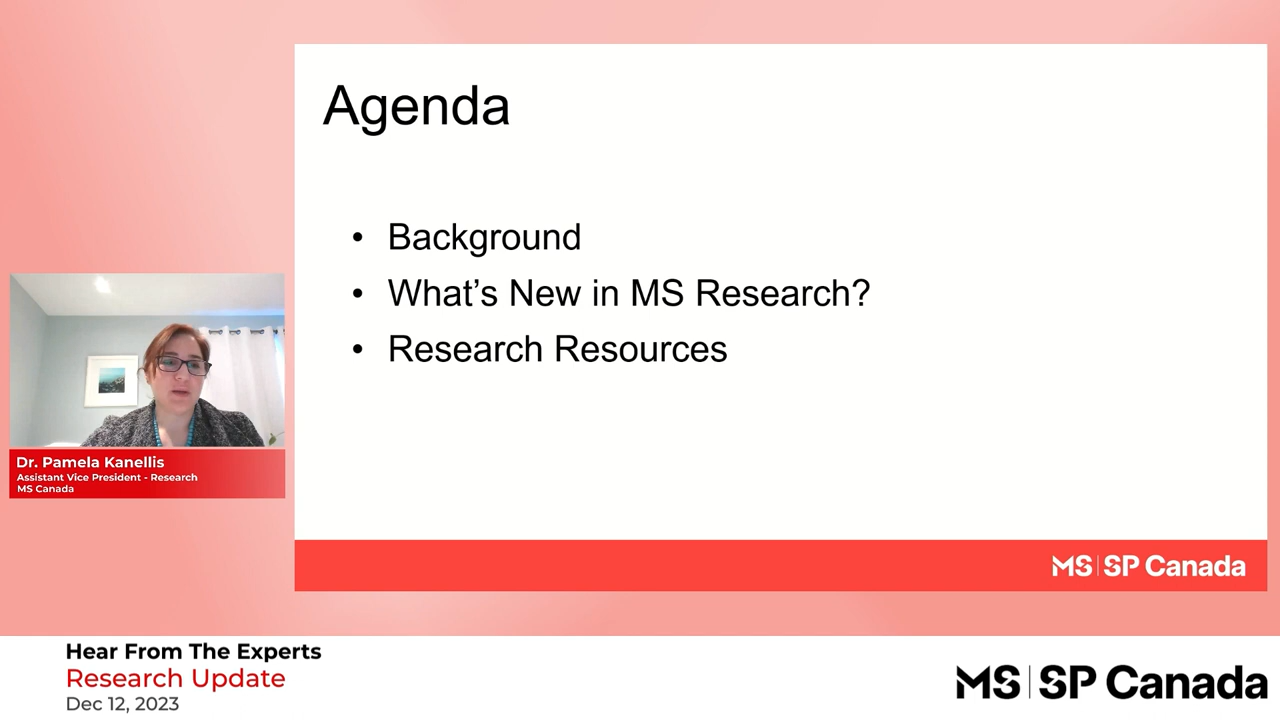 Agenda
• Background
• What's New in MS Research?
• Research Resources
MS | SP Canada
Dr. Pamela Kanellis
Assistant Vice President - Research
MS Canada
Hear From The Experts
Research Update
Dec 12, 2023
MS | SP Canada